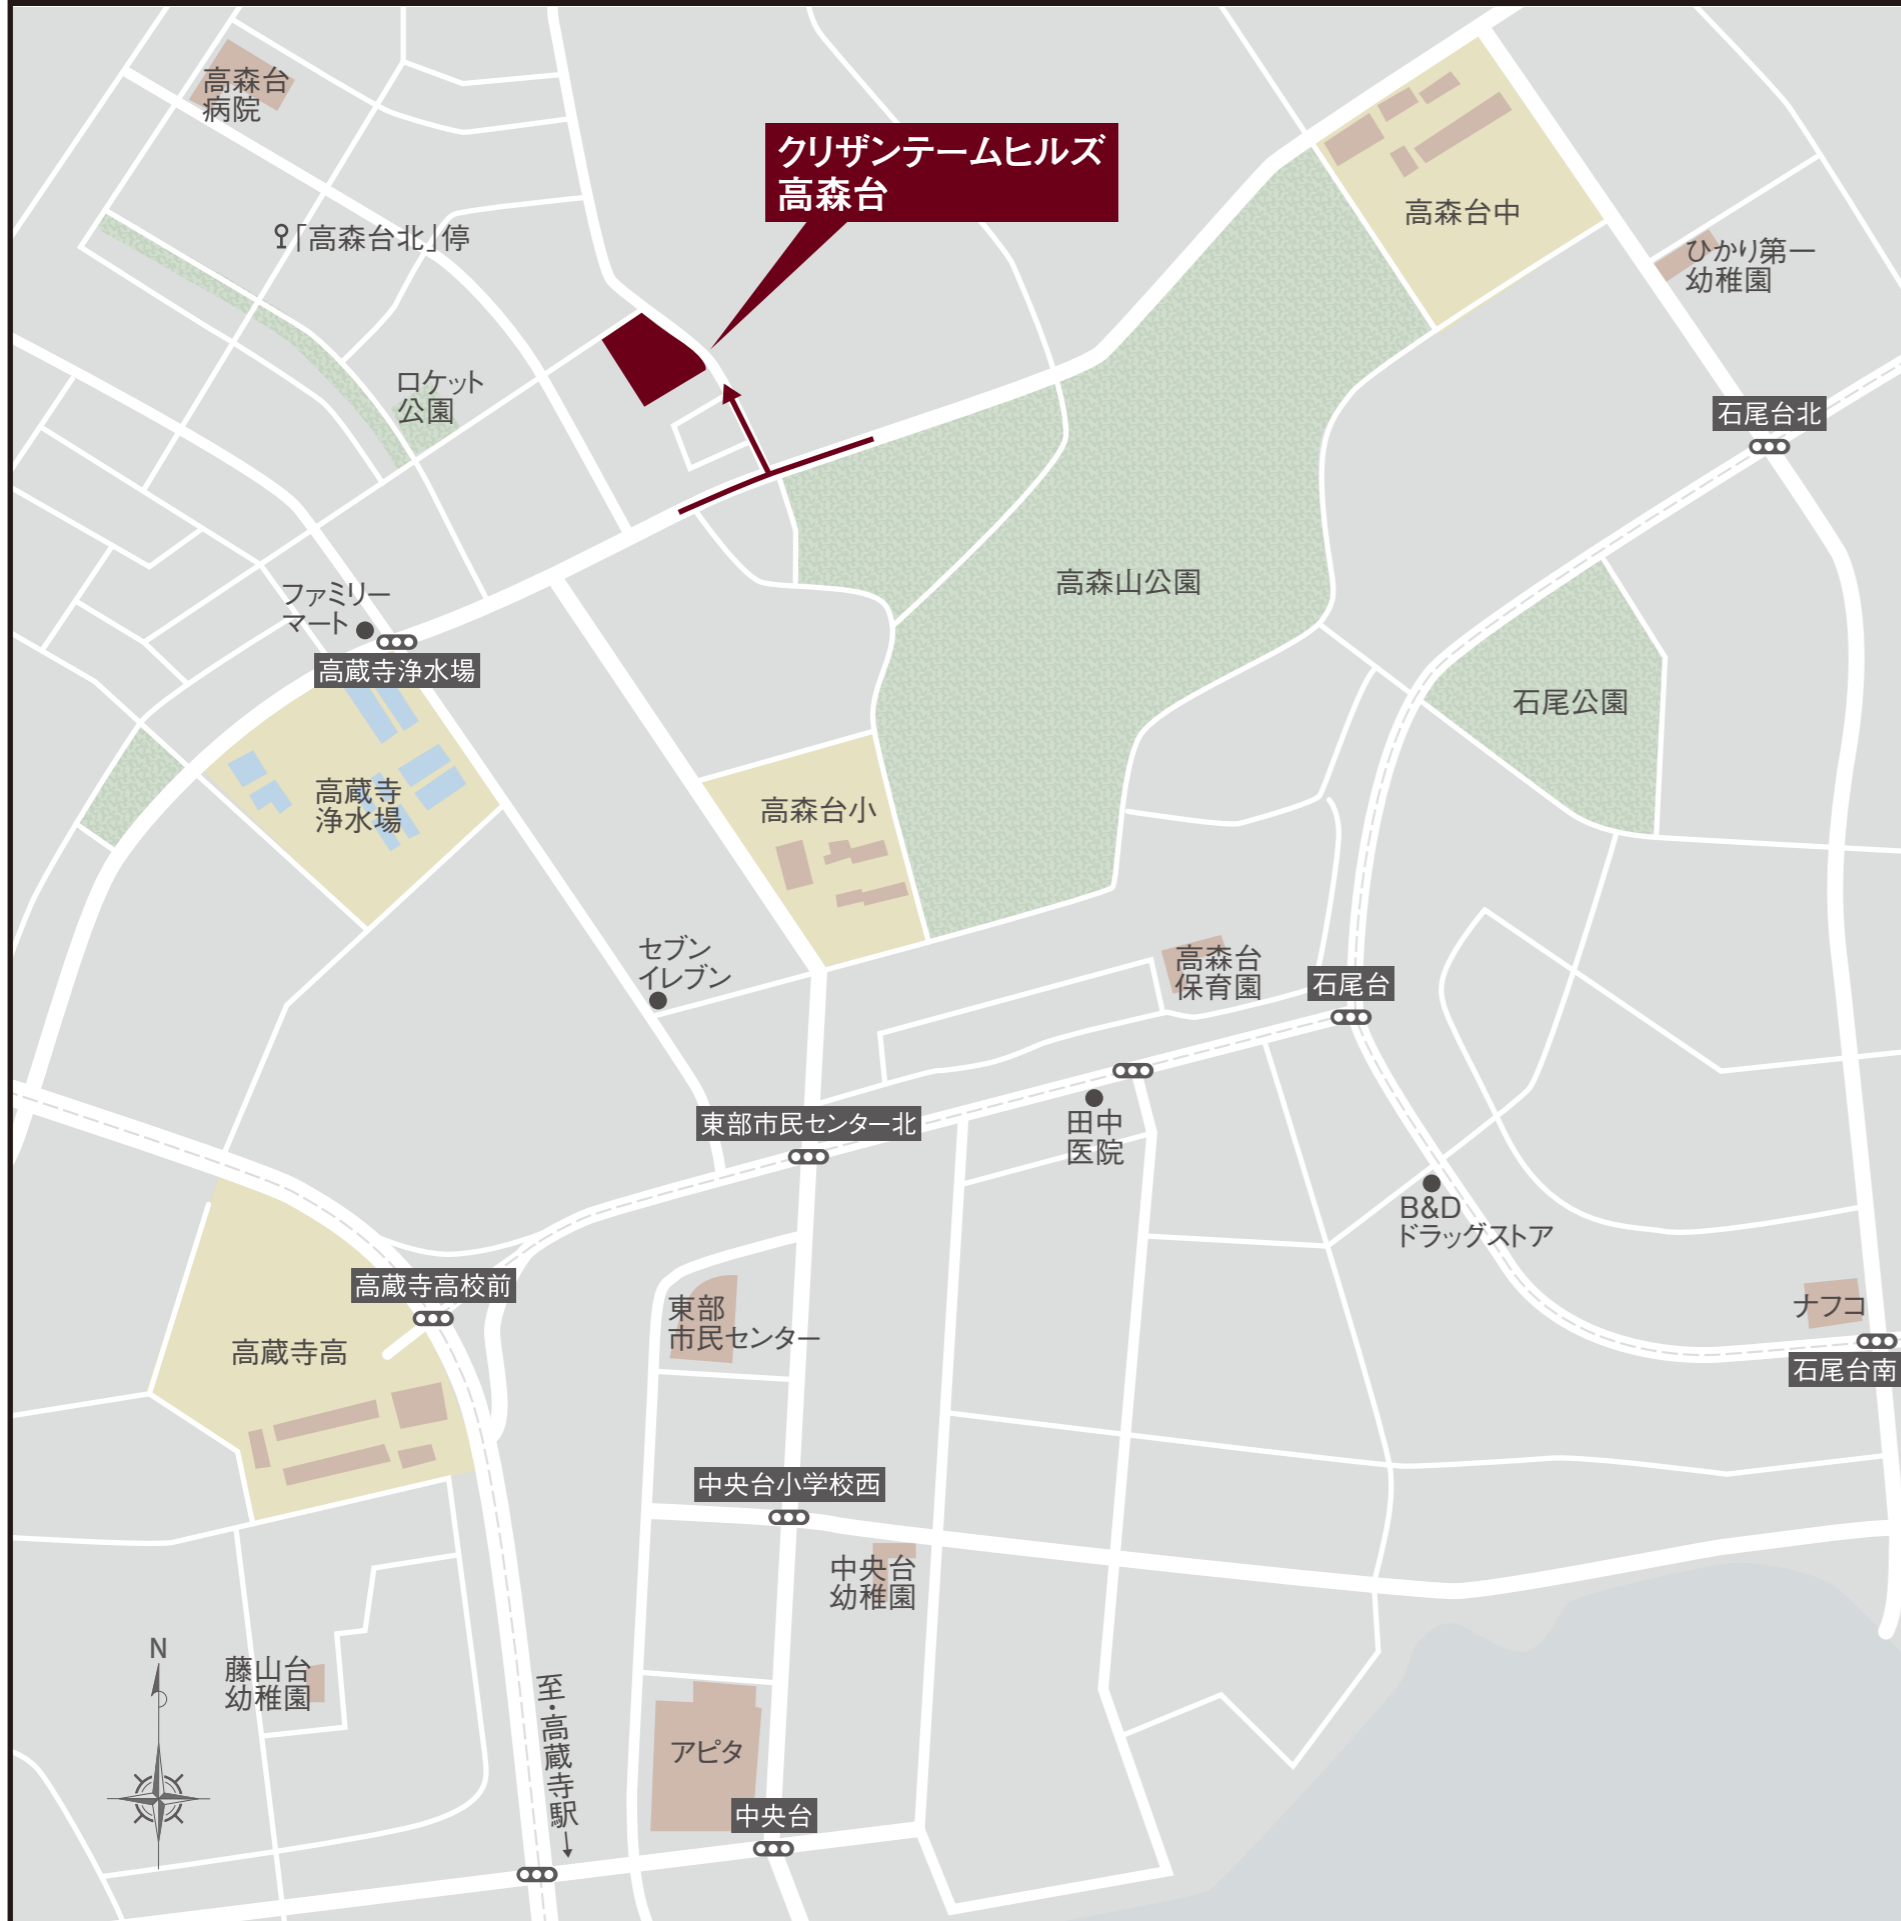 高森台
病院
クリザンテームヒルズ
高森台
高森台中
「高森台北」停
ひかり第一
幼稚園
ロケット
公園
石尾台北
ファミリー
マート
高蔵寺浄水場
高森山公園
石尾公園
高蔵寺
浄水場
高森台小
セブン
イレブン
高森台
保育園
石尾台
東部市民センター北
田中
医院
B&D
ドラッグストア
高蔵寺高校前
東部
市民センター
ナフコ
高蔵寺高
石尾台南
中央台小学校西
中央台
幼稚園
N
藤山台
幼稚園
至・高蔵寺駅↓
アピタ
中央台